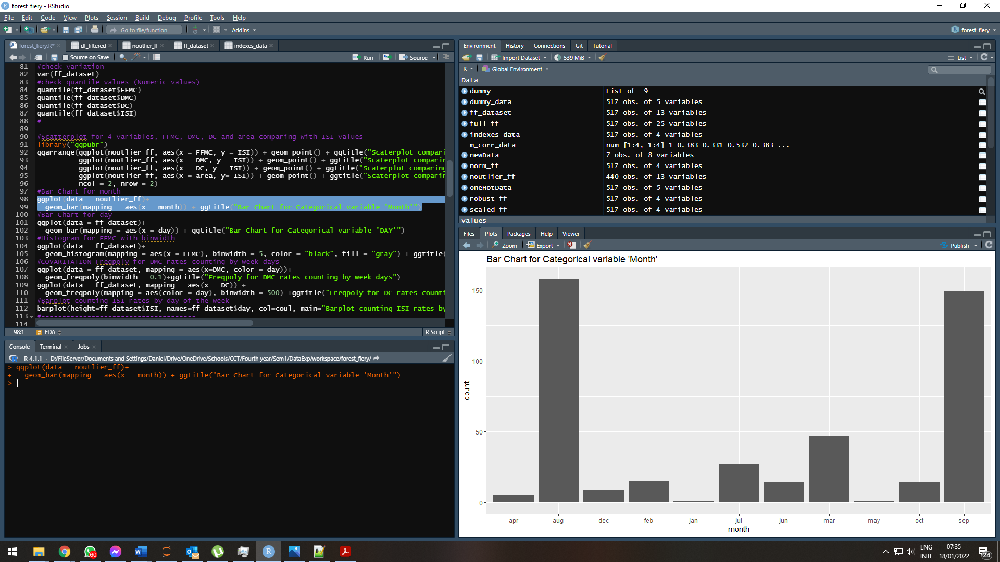 forest_fiery - RStudio
File Edit Code View Plots Session Build Debug Profile Tools Help
Go to file/function Addins forest_fiery
forest_fiery.R* df_filtered noutlier_ff ff_dataset indexes_data
Source on Save Run Source
81 #check variation
82 var(ff_dataset)
83 #check quantile values (Numeric values)
84 quantile(ff_dataset$FFMC)
85 quantile(ff_dataset$DMC)
86 quantile(ff_dataset$DC)
87 quantile(ff_dataset$ISI)
88 #
89
90 #Scatterplot for 4 variables, FFMC, DMC, DC and area comparing with ISI values
91 library("ggpubr")
92 ggarrange(ggplot(noutlier_ff, aes(x = FFMC, y = ISI)) + geom_point() + ggtitle("Scaterplot compari
93 ggplot(noutlier_ff, aes(x = DMC, y = ISI)) + geom_point() + ggtitle("Scaterplot comparin
94 ggplot(noutlier_ff, aes(x = DC, y = ISI)) + geom_point() + ggtitle("Scaterplot comparing
95 ggplot(noutlier_ff, aes(x = area, y= ISI)) + geom_point() + ggtitle("Scaterplot compari
96 ncol = 2, nrow = 2)
97 #Bar Chart for month
98 ggplot(data = noutlier_ff)+
99 geom_bar(mapping = aes(x = month)) + ggtitle("Bar Chart for Categorical variable 'Month'")
100 #Bar Chart for day
101 ggplot(data = ff_dataset)+
102 geom_bar(mapping = aes(x = day)) + ggtitle("Bar Chart for Categorical variable 'DAY'")
103 #Histogram for FFMC with binwidth
104 ggplot(data = ff_dataset)+
105 geom_histogram(mapping = aes(x = FFMC), binwidth = 5, color = "black", fill = "gray") + ggtitle(
106 #COVARITATION Freqpoly for DMC rates counting by week days
107 ggplot(data = ff_dataset, mapping = aes(x=DMC, color = day))+
108 geom_freqpoly(binwidth = 0.1)+ggtitle("Freqpoly for DMC rates counting by week days")
109 ggplot(data = ff_dataset, mapping = aes(x = DC)) +
110 geom_freqpoly(mapping = aes(color = day), binwidth = 500) +ggtitle("Freqpoly for DC rates counti
111 #Barplot counting ISI rates by day of the week
112 barplot(height=ff_dataset$ISI, names=ff_dataset$day, col=coul, main="Barplot counting ISI rates by
113 #-------------------------------------
114
98:1 # EDA R Script
Console Terminal Jobs
R 4.1.1 · D:/FileServer/Documents and Settings/Daniel/Drive/OneDrive/Schools/CCT/Fourth year/Sem1/DataExp/workspace/forest_fiery/
> ggplot(data = noutlier_ff)+
+ geom_bar(mapping = aes(x = month)) + ggtitle("Bar Chart for Categorical variable 'Month'")
>
Environment History Connections Git Tutorial
Import Dataset 539 MiB List
R Global Environment
Data
dummy List of 9
dummy_data 517 obs. of 5 variables
ff_dataset 517 obs. of 13 variables
full_ff 517 obs. of 25 variables
indexes_data 517 obs. of 4 variables
m_corr_data num [1:4, 1:4] 1 0.383 0.331 0.532 0.383 ...
newData 7 obs. of 8 variables
norm_ff 517 obs. of 4 variables
noutlier_ff 440 obs. of 13 variables
oneHotData 517 obs. of 5 variables
robust_ff 517 obs. of 4 variables
scaled_ff 517 obs. of 4 variables
Values
Files Plots Packages Help Viewer
Zoom Export Publish
Bar Chart for Categorical variable 'Month'
150
100
50
0
count
apr aug dec feb jan jul jun mar may oct sep
month
60
ENG
INTL
07:35
18/01/2022
24